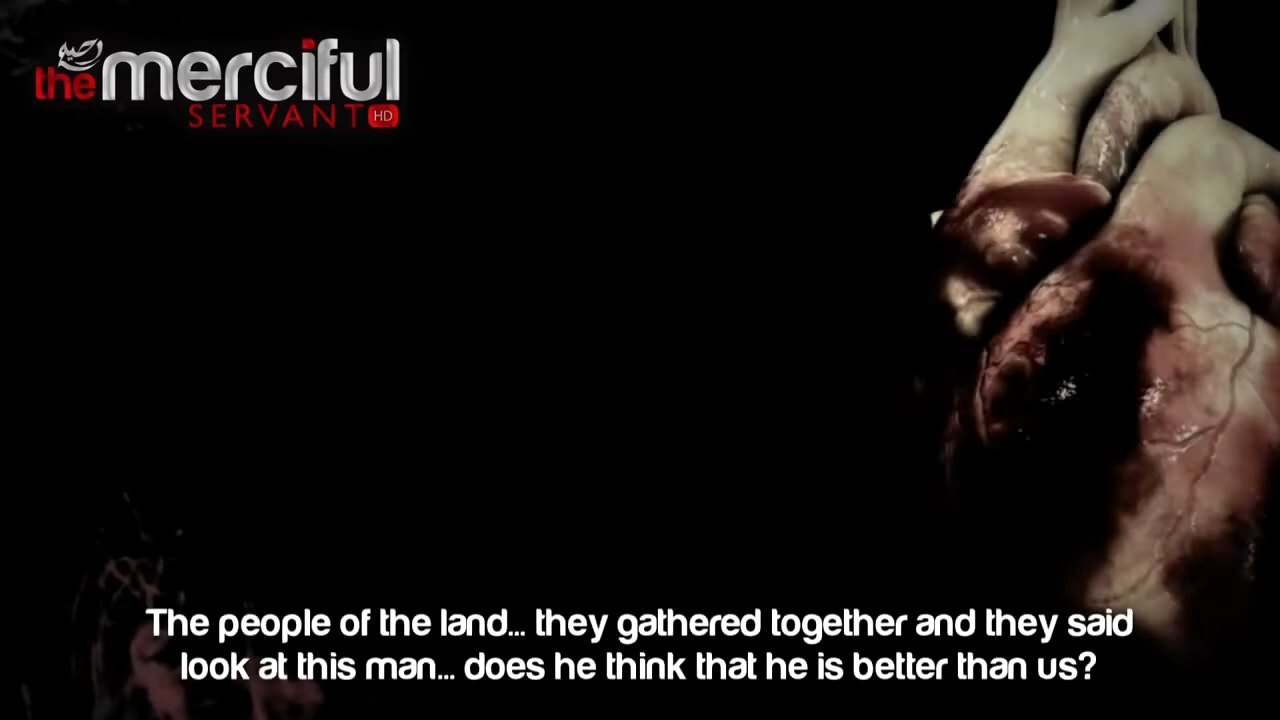 the merciful
SERVANT HD
The people of the land... they gathered together and they said
look at this man... does he think that he is better than us?